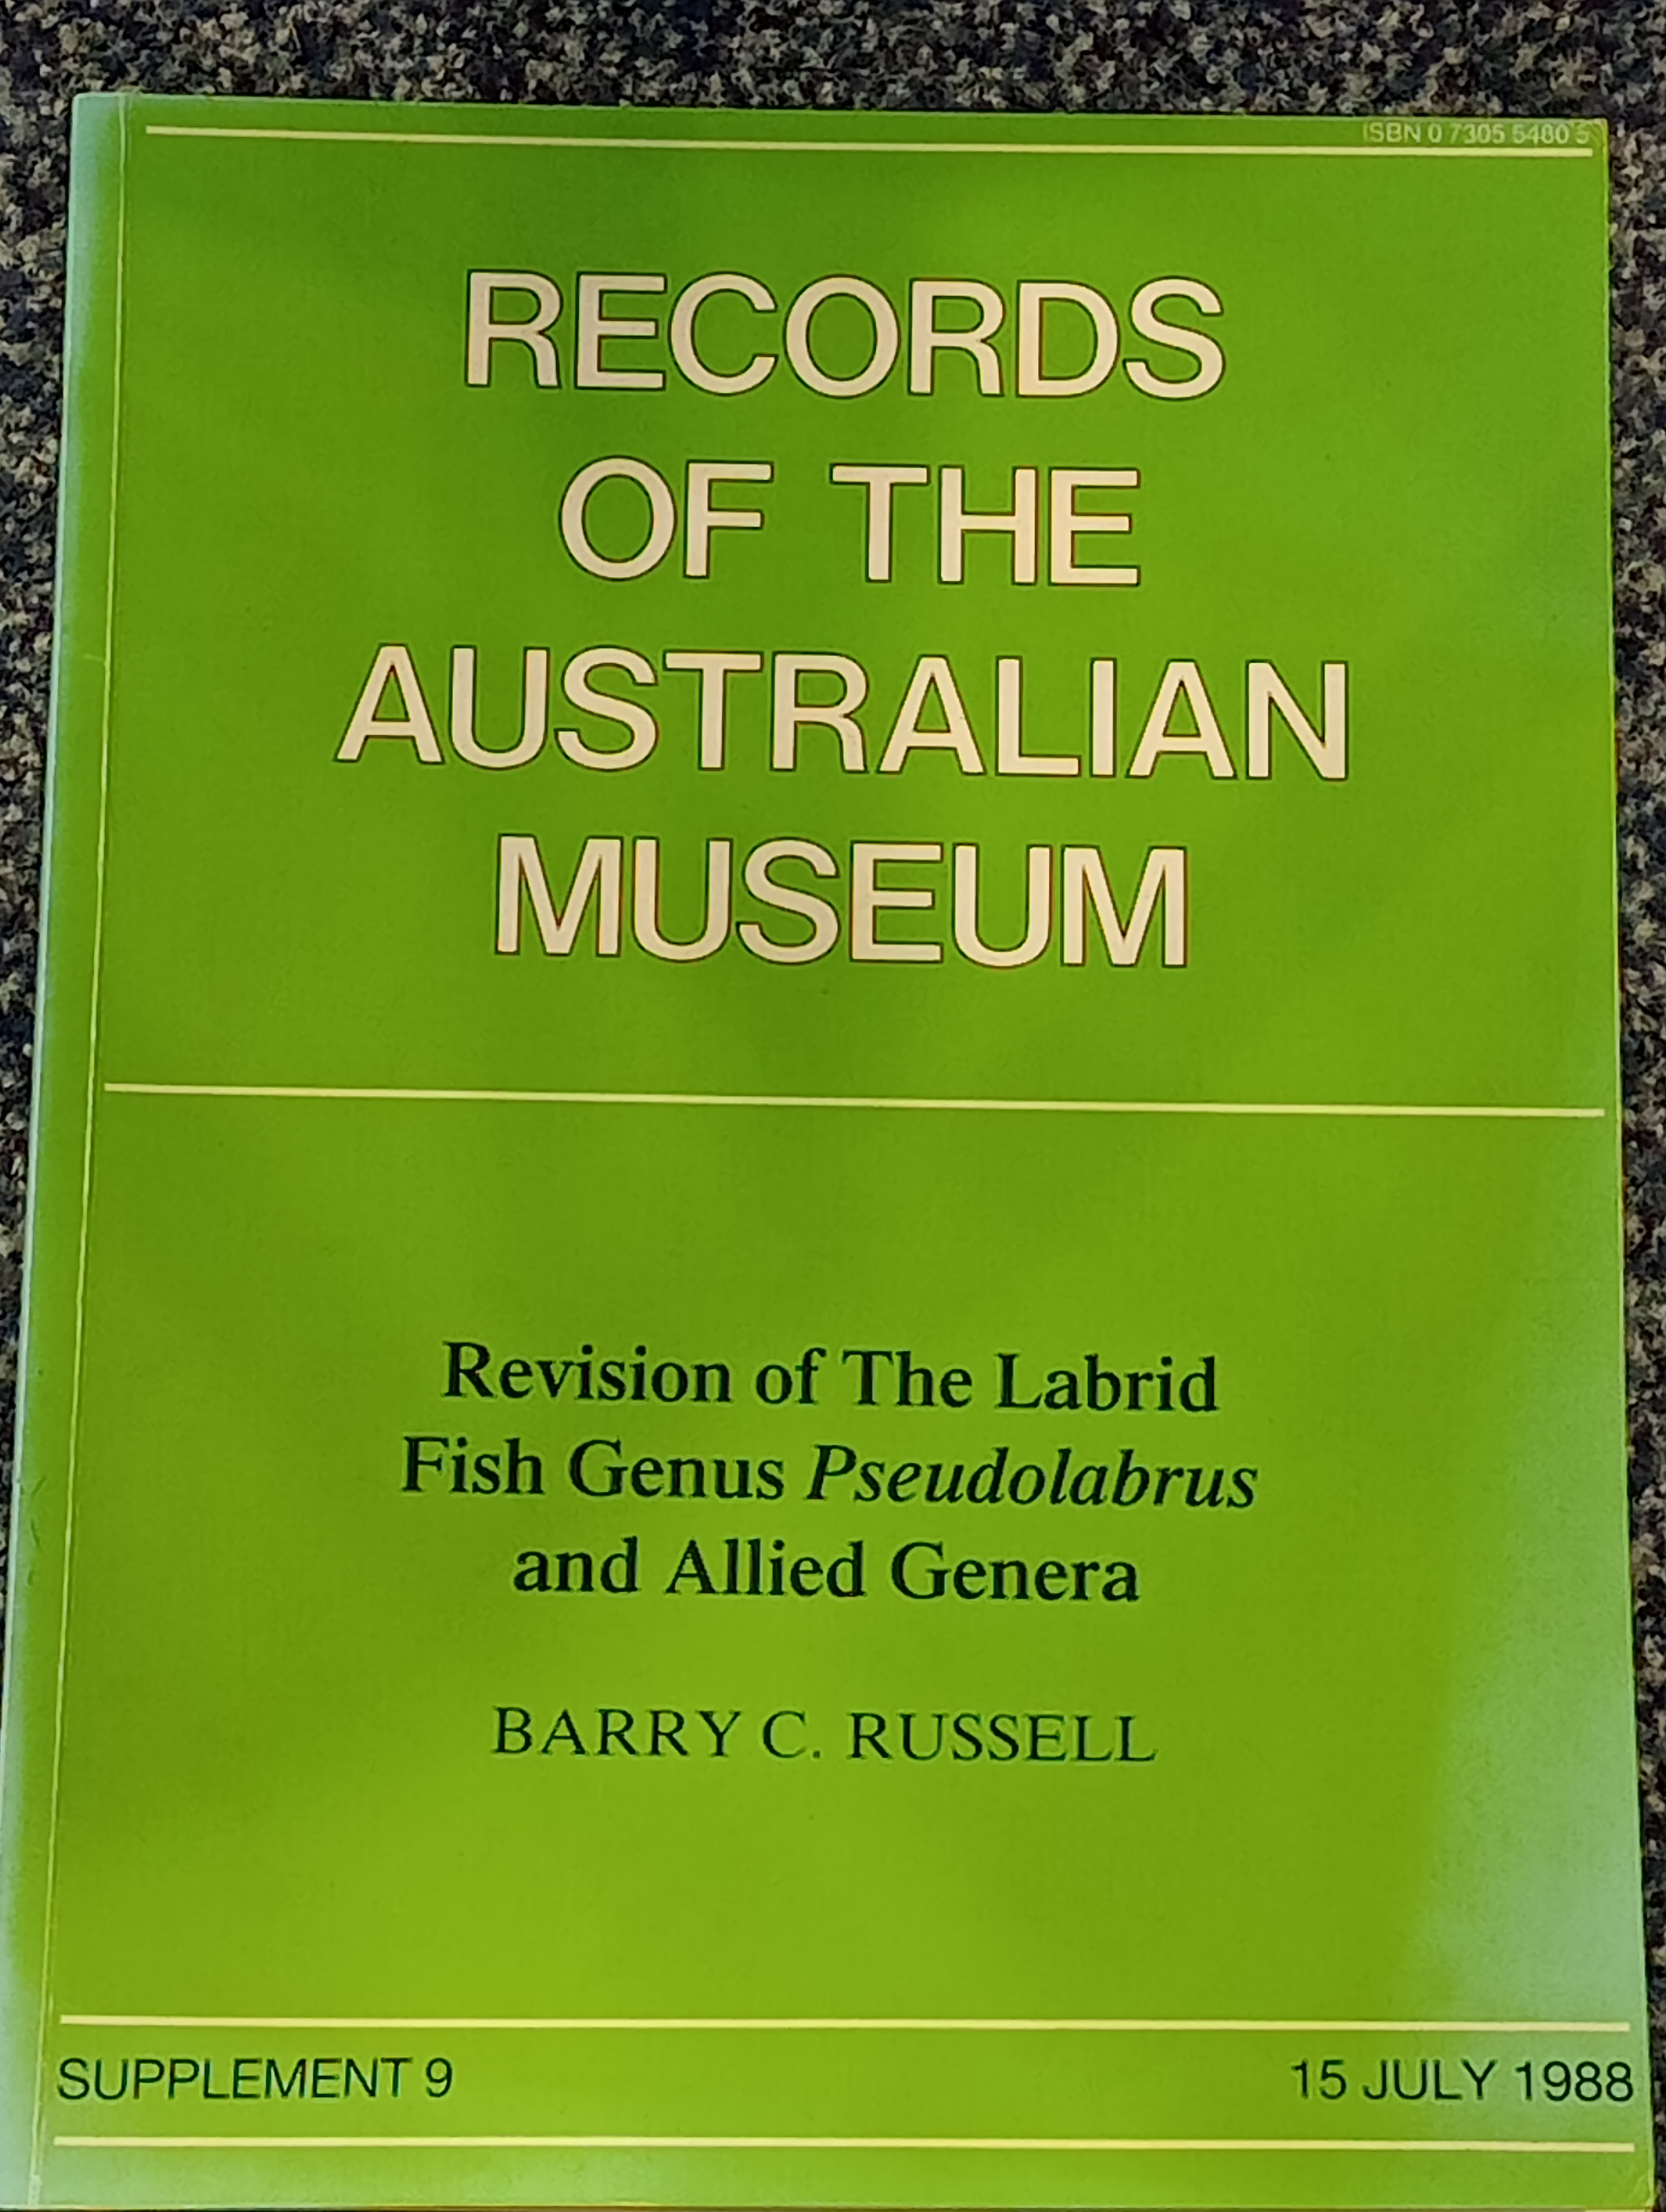 ISBN 0 7305 5480 5
RECORDS
OF THE
AUSTRALIAN
MUSEUM
Revision of The Labrid
Fish Genus Pseudolabrus
and Allied Genera
BARRY C. RUSSELL
SUPPLEMENT 9
15 JULY 1988